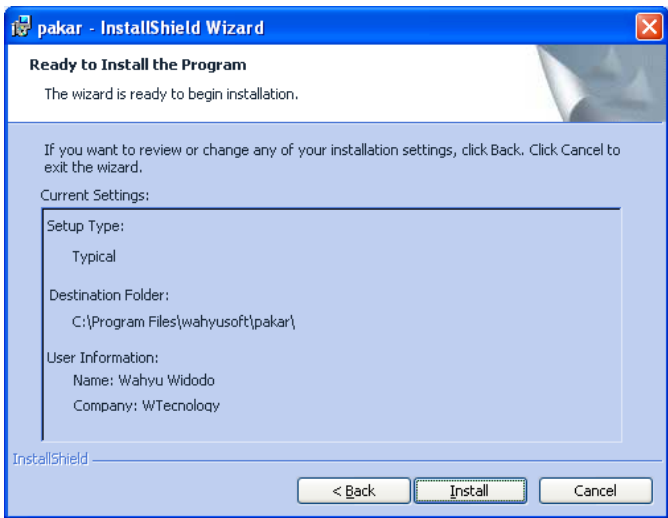 pakar - InstallShield Wizard
Ready to Install the Program
The wizard is ready to begin installation.
If you want to review or change any of your installation settings, click Back. Click Cancel to
exit the wizard.
Current Settings:
Setup Type:
Typical
Destination Folder:
C:\Program Files\wahyusoft\pakar\
User Information:
Name: Wahyu Widodo
Company: WTecnology
InstallShield
< Back
Install
Cancel